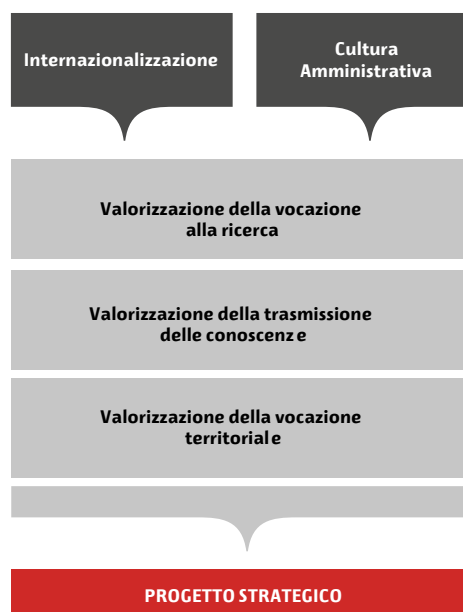 Internazionalizzazione
Cultura
Amministrativa
Valorizzazione della vocazione
alla ricerca
Valorizzazione della trasmissione
delle conoscenze
Valorizzazione della vocazione
territoriale
PROGETTO STRATEGICO